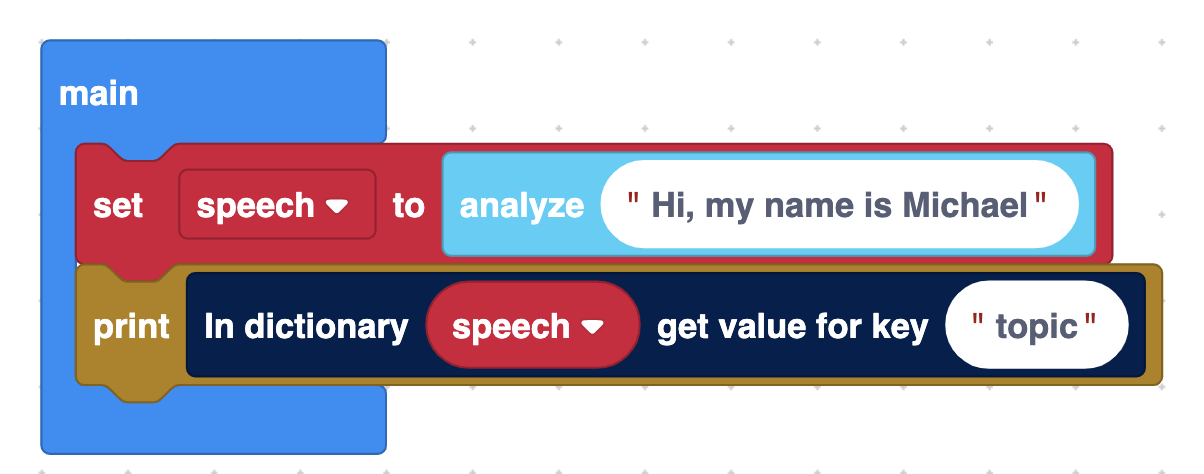 main
set speech to analyze " Hi, my name is Michael "
print In dictionary speech get value for key " topic "